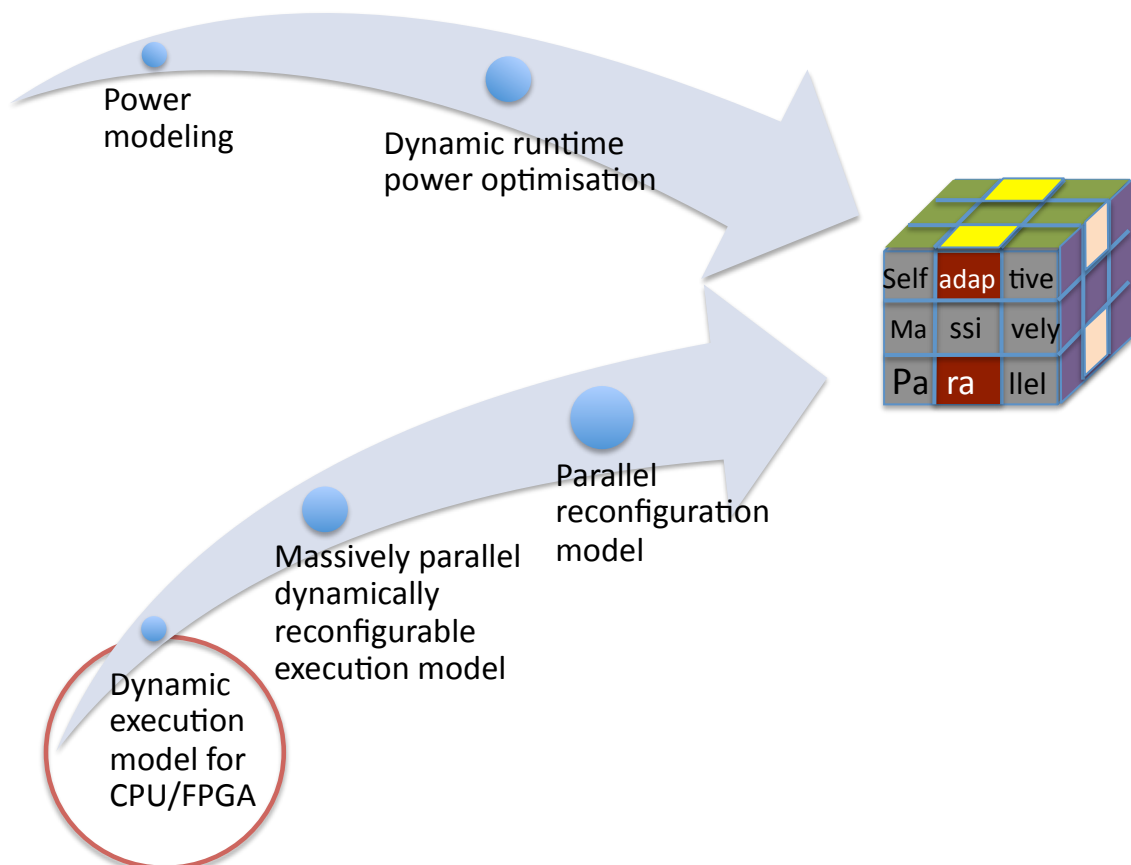 Power
modeling
Dynamic runtime
power optimisation
Self adap tive
Ma ssi vely
Pa ra llel
Parallel
reconfiguration
model
Massively parallel
dynamically
reconfigurable
execution model
Dynamic
execution
model for
CPU/FPGA